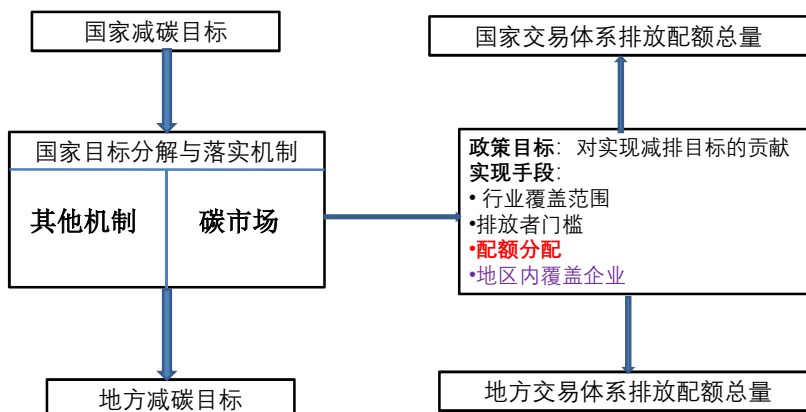 国家减碳目标
国家交易体系排放配额总量
国家目标分解与落实机制
其他机制
碳市场
政策目标：对实现减排目标的贡献
实现手段：
• 行业覆盖范围
•排放者门槛
•配额分配
•地区内覆盖企业
地方减碳目标
地方交易体系排放配额总量